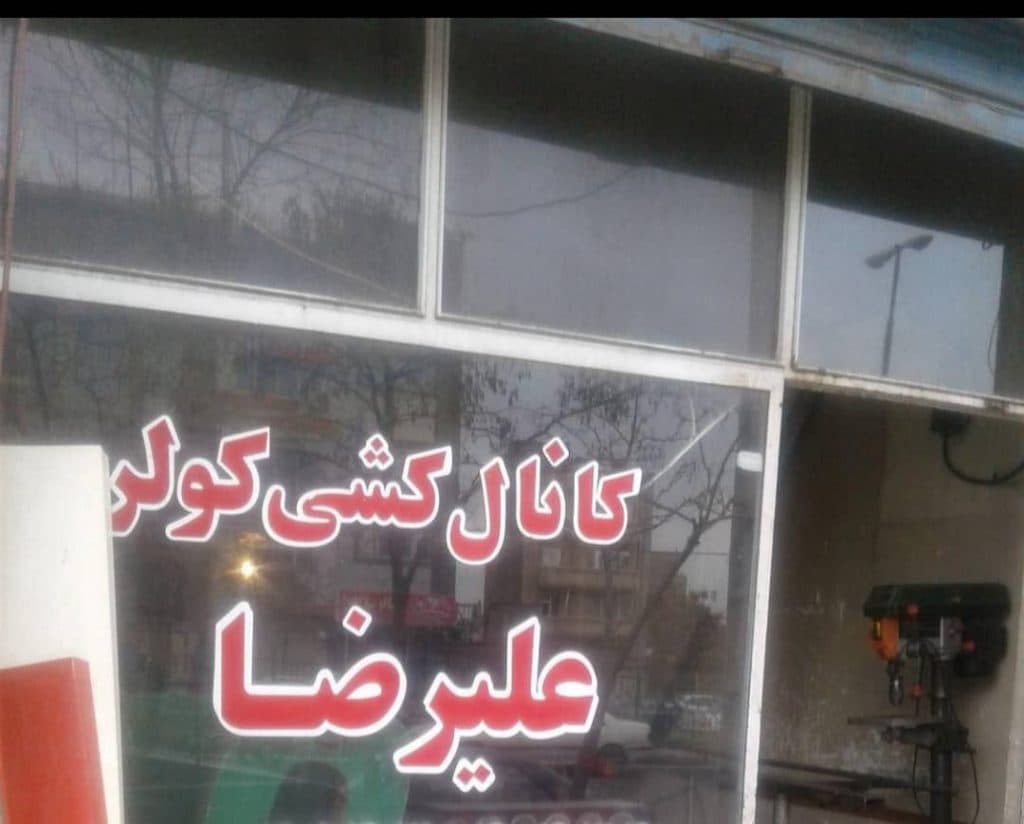 کانال کشی کولر
علیرضا